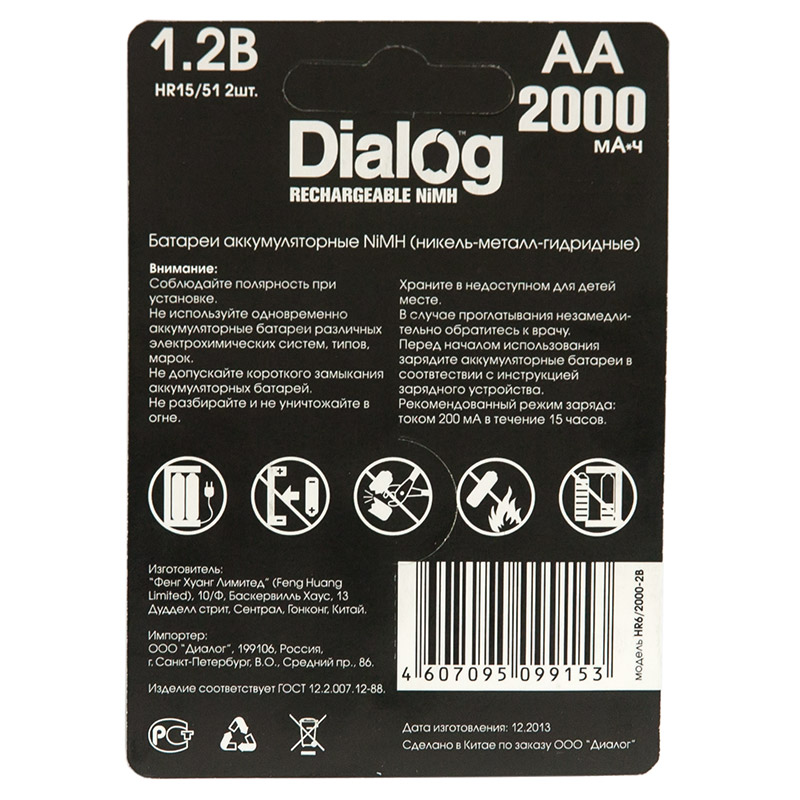 1.2В
HR15/51 2шт.
AA
2000
мА•ч
Dialog™
RECHARGEABLE NiMH
Батареи аккумуляторные NiMH (никель-металл-гидридные)
Внимание:
Соблюдайте полярность при
установке.
Не используйте одновременно
аккумуляторные батареи различных
электрохимических систем, типов,
марок.
Не допускайте короткого замыкания
аккумуляторных батарей.
Не разбирайте и не уничтожайте в
огне.
Храните в недоступном для детей
месте.
В случае проглатывания незамедли-
тельно обратитесь к врачу.
Перед началом использования
зарядите аккумуляторные батареи в
соответствии с инструкцией
зарядного устройства.
Рекомендованный режим заряда:
током 200 мА в течение 15 часов.
Изготовитель:
"Фенг Хуанг Лимитед" (Feng Huang
Limited), 10/Ф, Баскервилль Хаус, 13
Дудделл стрит, Сентрал, Гонконг, Китай.
Импортер:
ООО "Диалог", 199106, Россия,
г. Санкт-Петербург, В.О., Средний пр., 86.
Изделие соответствует ГОСТ 12.2.007.12-88.
4 607095 099153
модель HR6/2000-2B
РСТ
Дата изготовления: 12.2013
Сделано в Китае по заказу ООО "Диалог"